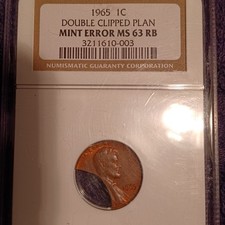 1965 1C
DOUBLE CLIPPED PLAN
MINT ERROR MS 63 RB
3211610-003
NUMISMATIC GUARANTY CORPORATION